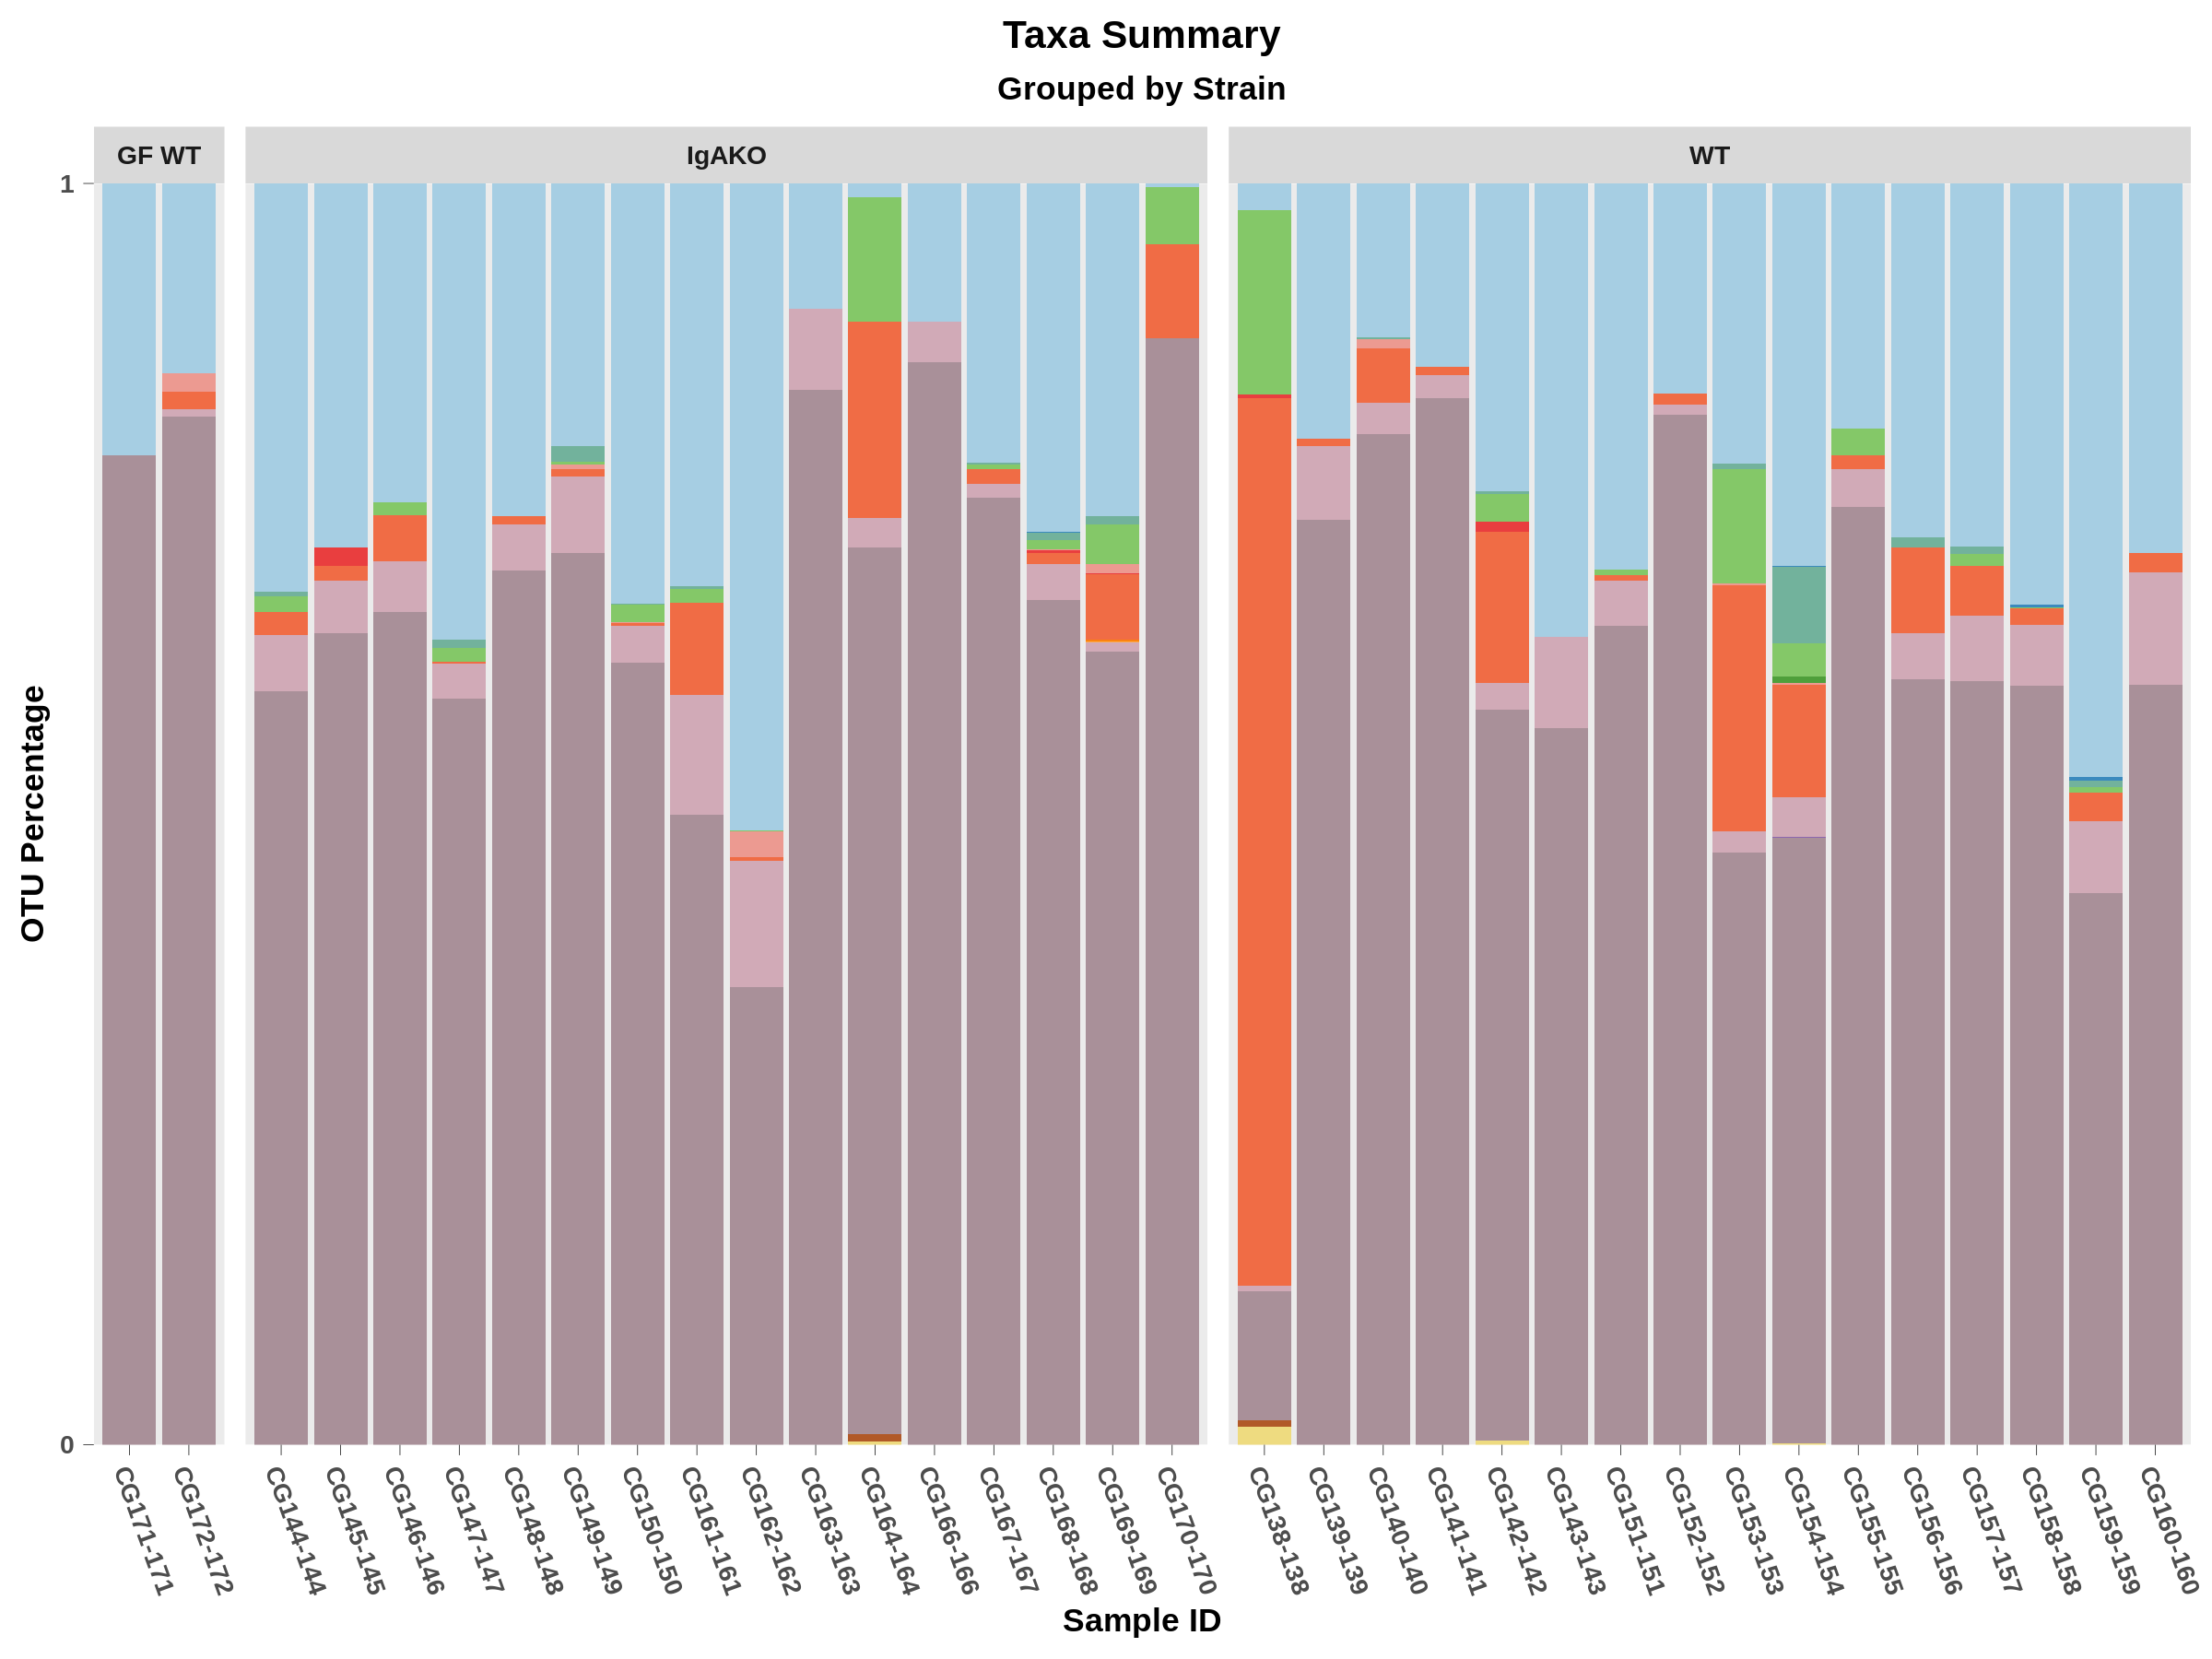 Taxa Summary
Grouped by Strain
GF WT
IgAKO
WT
1
OTU Percentage
0
CG171-171
CG172-172
CG144-144
CG145-145
CG146-146
CG147-147
CG148-148
CG149-149
CG150-150
CG161-161
CG162-162
CG163-163
CG164-164
CG166-166
CG167-167
CG168-168
CG169-169
CG170-170
CG138-138
CG139-139
CG140-140
CG141-141
CG142-142
CG143-143
CG151-151
CG152-152
CG153-153
CG154-154
CG155-155
CG156-156
CG157-157
CG158-158
CG159-159
CG160-160
Sample ID